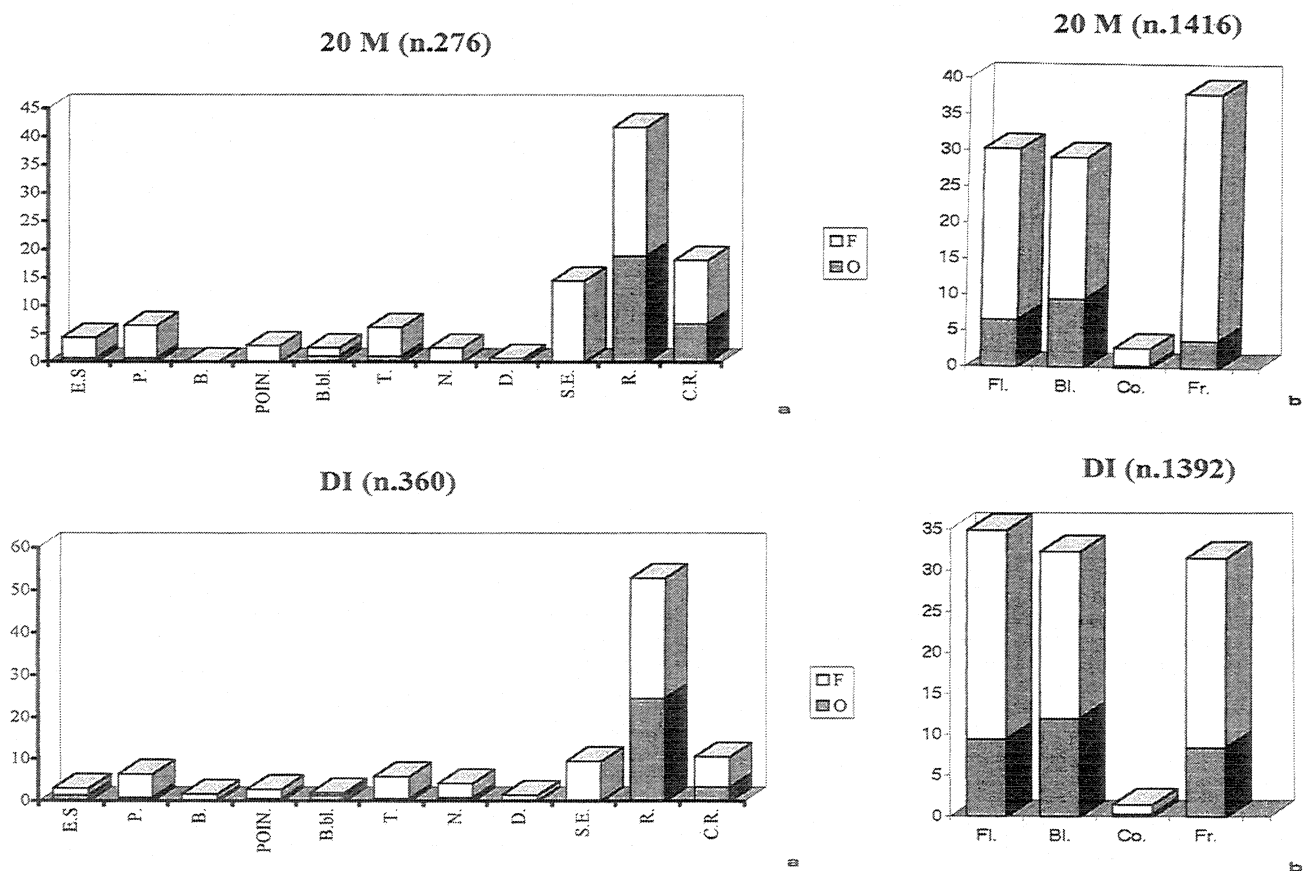 20 M (n.276)
45
40
35
30
25
20
15
10
5
0
E.S
P.
B.
POIN.
B.bl.
T.
N.
D.
S.E.
R.
C.R.
F
O
a
20 M (n.1416)
40
35
30
25
20
15
10
5
0
Fl.
Bl.
Co.
Fr.
b
DI (n.360)
60
50
40
30
20
10
0
E.S
P.
B.
POIN.
B.bl.
T.
N.
D.
S.E.
R.
C.R.
F
O
a
DI (n.1392)
35
30
25
20
15
10
5
0
Fl.
Bl.
Co.
Fr.
b